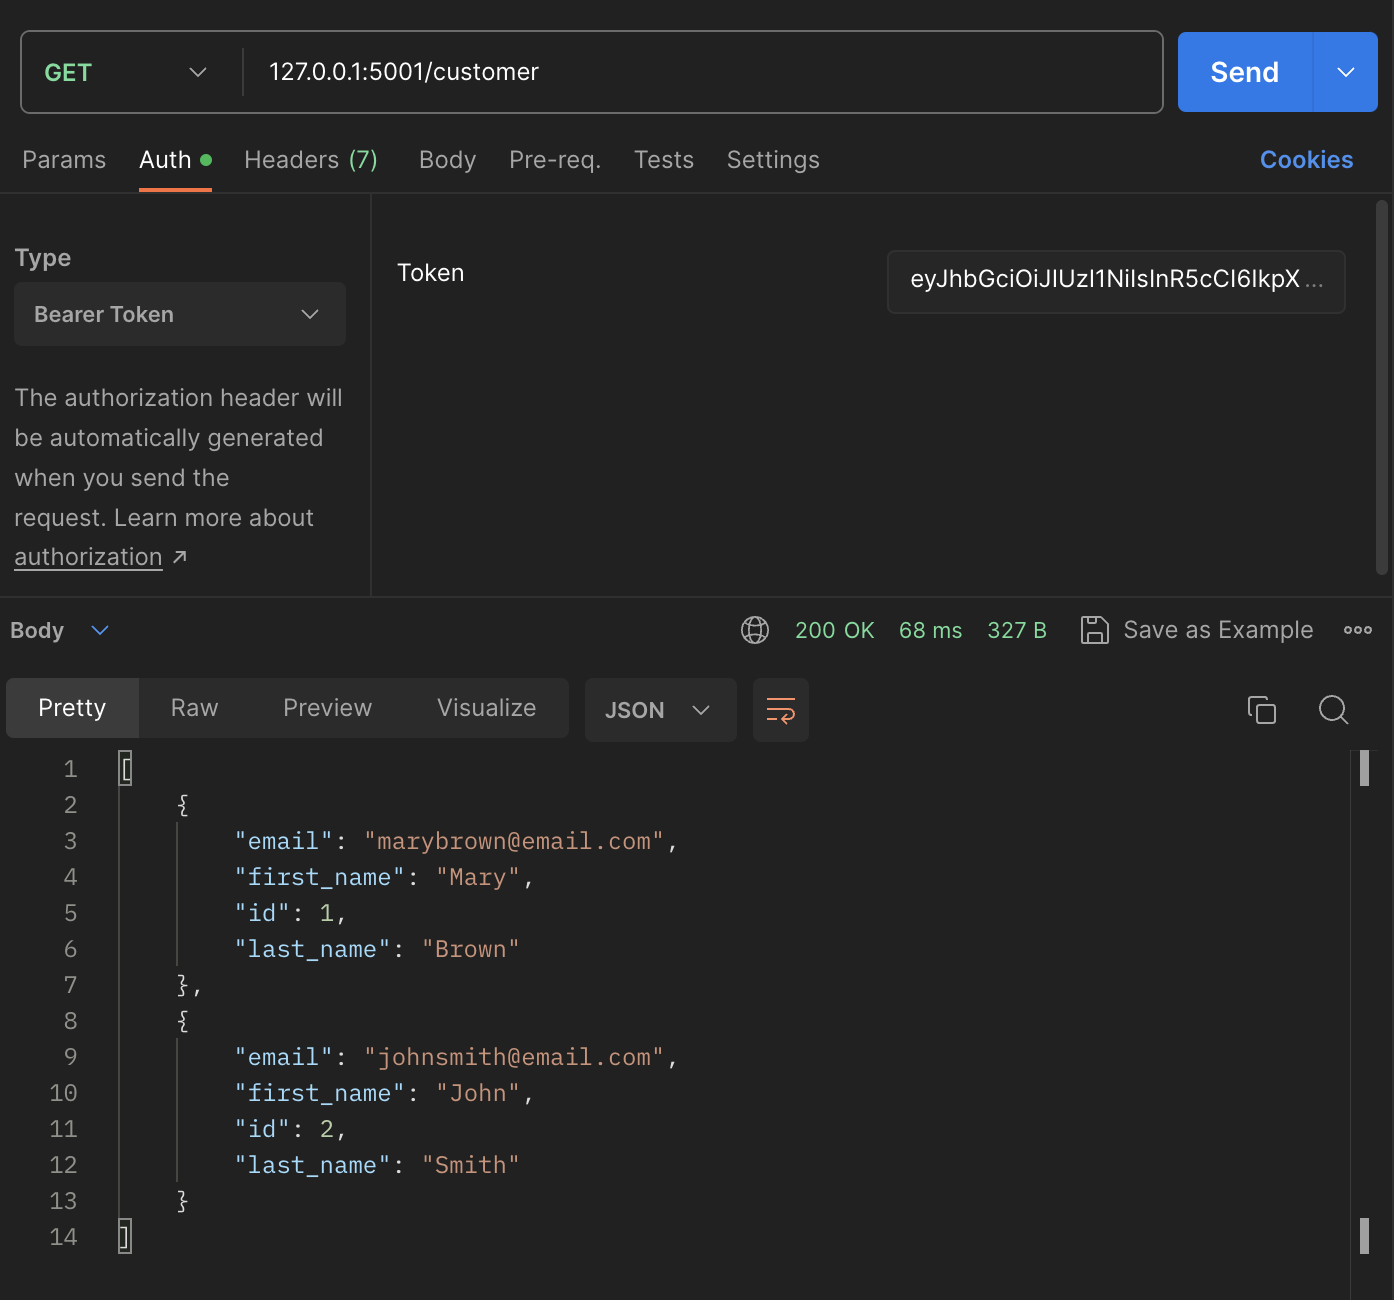 GET 127.0.0.1:5001/customer Send
Params Auth Headers (7) Body Pre-req. Tests Settings Cookies
Type
Token eyJhbGciOiJIUzI1NiIsInR5cCI6IkpX ...
Bearer Token
The authorization header will
be automatically generated
when you send the
request. Learn more about
authorization ↗
Body 200 OK 68 ms 327 B Save as Example
Pretty Raw Preview Visualize JSON
1 [
2 {
3 "email": "marybrown@email.com",
4 "first_name": "Mary",
5 "id": 1,
6 "last_name": "Brown"
7 },
8 {
9 "email": "johnsmith@email.com",
10 "first_name": "John",
11 "id": 2,
12 "last_name": "Smith"
13 }
14 ]